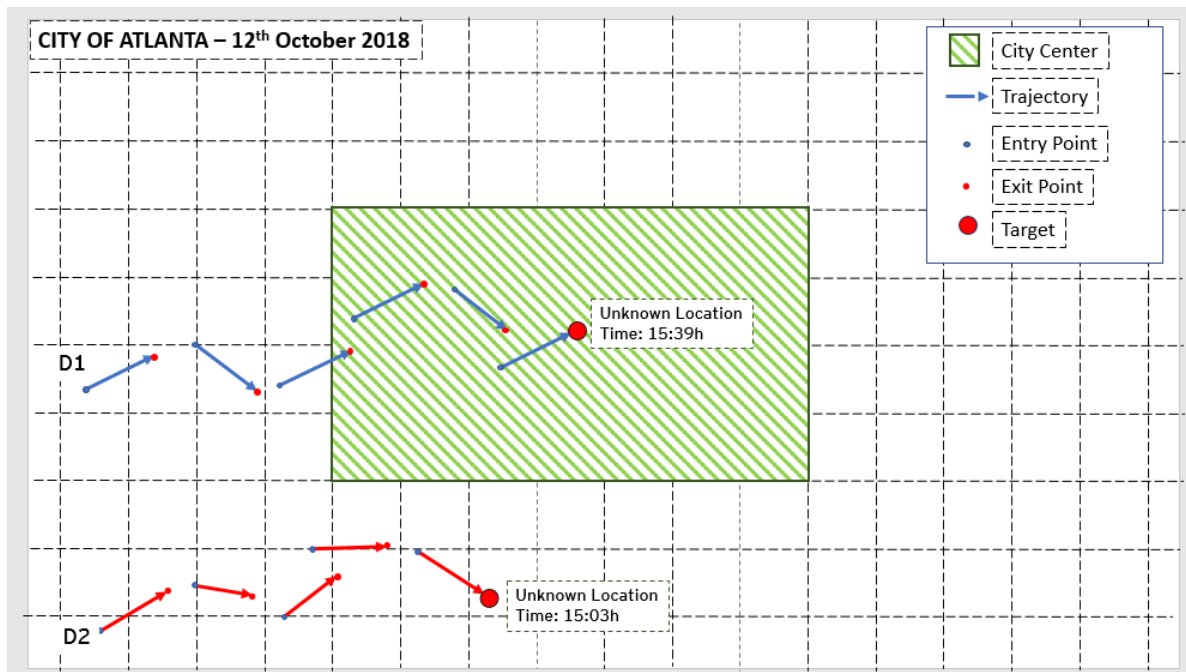 CITY OF ATLANTA – 12th October 2018
City Center
Trajectory
Entry Point
Exit Point
Target
Unknown Location
Time: 15:39h
D1
Unknown Location
Time: 15:03h
D2